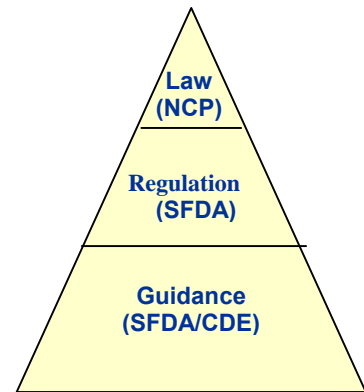 Law
(NCP)
Regulation
(SFDA)
Guidance
(SFDA/CDE)